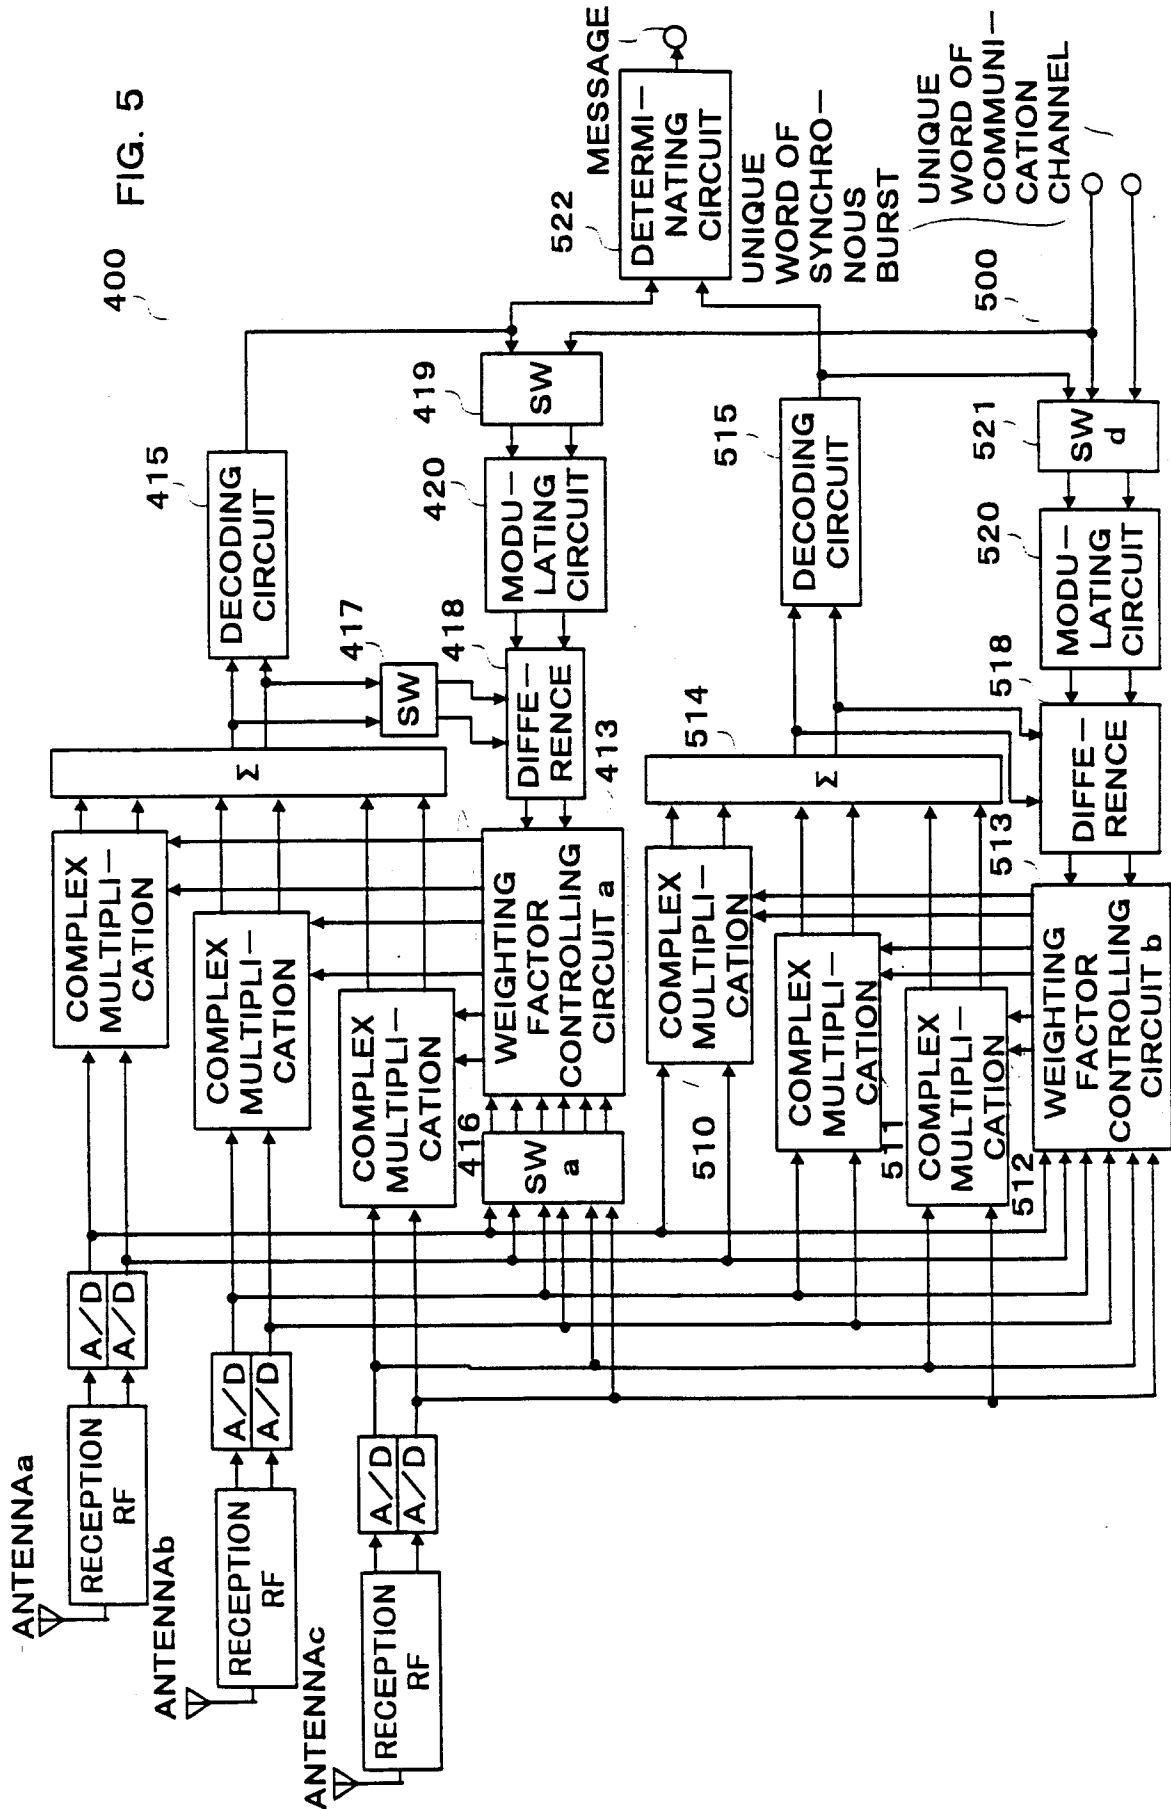 FIG. 5
400
ANTENNAa
RECEPTION
RF
A/D
A/D
COMPLEX
MULTIPLI—
CATION
Σ
DECODING
CIRCUIT
415
ANTENNAb
RECEPTION
RF
A/D
A/D
COMPLEX
MULTIPLI—
CATION
SW
417
ANTENNAc
RECEPTION
RF
A/D
A/D
COMPLEX
MULTIPLI—
CATION
416
SW
a
WEIGHTING
FACTOR
CONTROLLING
CIRCUIT a
413
DIFFE—
RENCE
418
MODU—
LATING
CIRCUIT
420
SW
419
DETERMI—
NATING
CIRCUIT
522
MESSAGE
510
COMPLEX
MULTIPLI—
CATION
Σ
514
DECODING
CIRCUIT
515
UNIQUE
WORD OF
SYNCHRO—
NOUS
BURST
511
COMPLEX
MULTIPLI—
CATION
512
COMPLEX
MULTIPLI—
CATION
WEIGHTING
FACTOR
CONTROLLING
CIRCUIT b
513
DIFFE—
RENCE
518
MODU—
LATING
CIRCUIT
520
SW
d
521
500
UNIQUE
WORD OF
COMMUNI—
CATION
CHANNEL